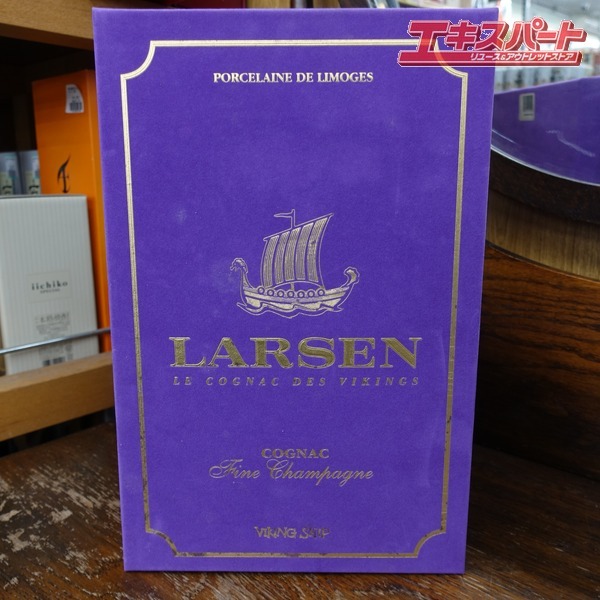 エキスパート
リユース&アウトレットストア
PORCELAINE DE LIMOGES
LARSEN
LE COGNAC DES VIKINGS
COGNAC
Fine Champagne
VIKING SHIP
iichiko